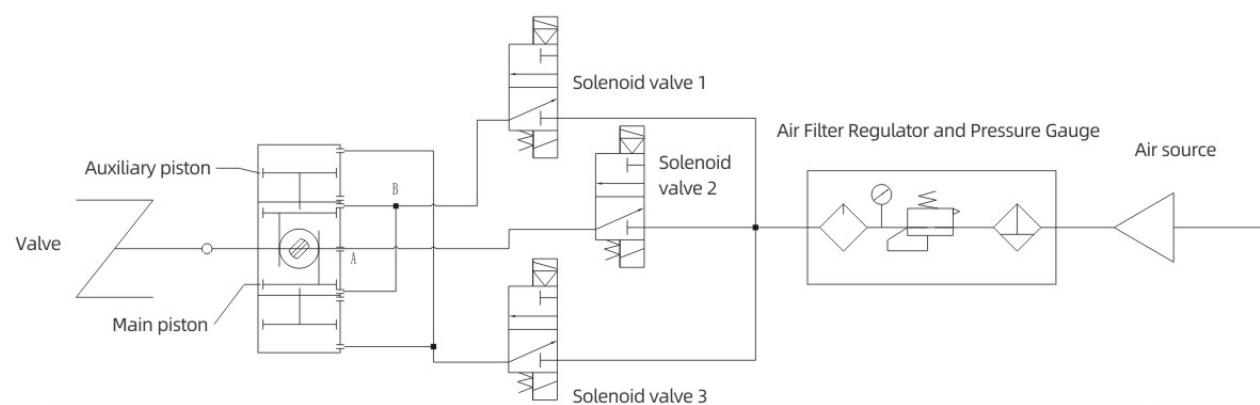 Solenoid valve 1
Air Filter Regulator and Pressure Gauge
Air source
Auxiliary piston
Solenoid
valve 2
B
Valve
A
Main piston
Solenoid valve 3